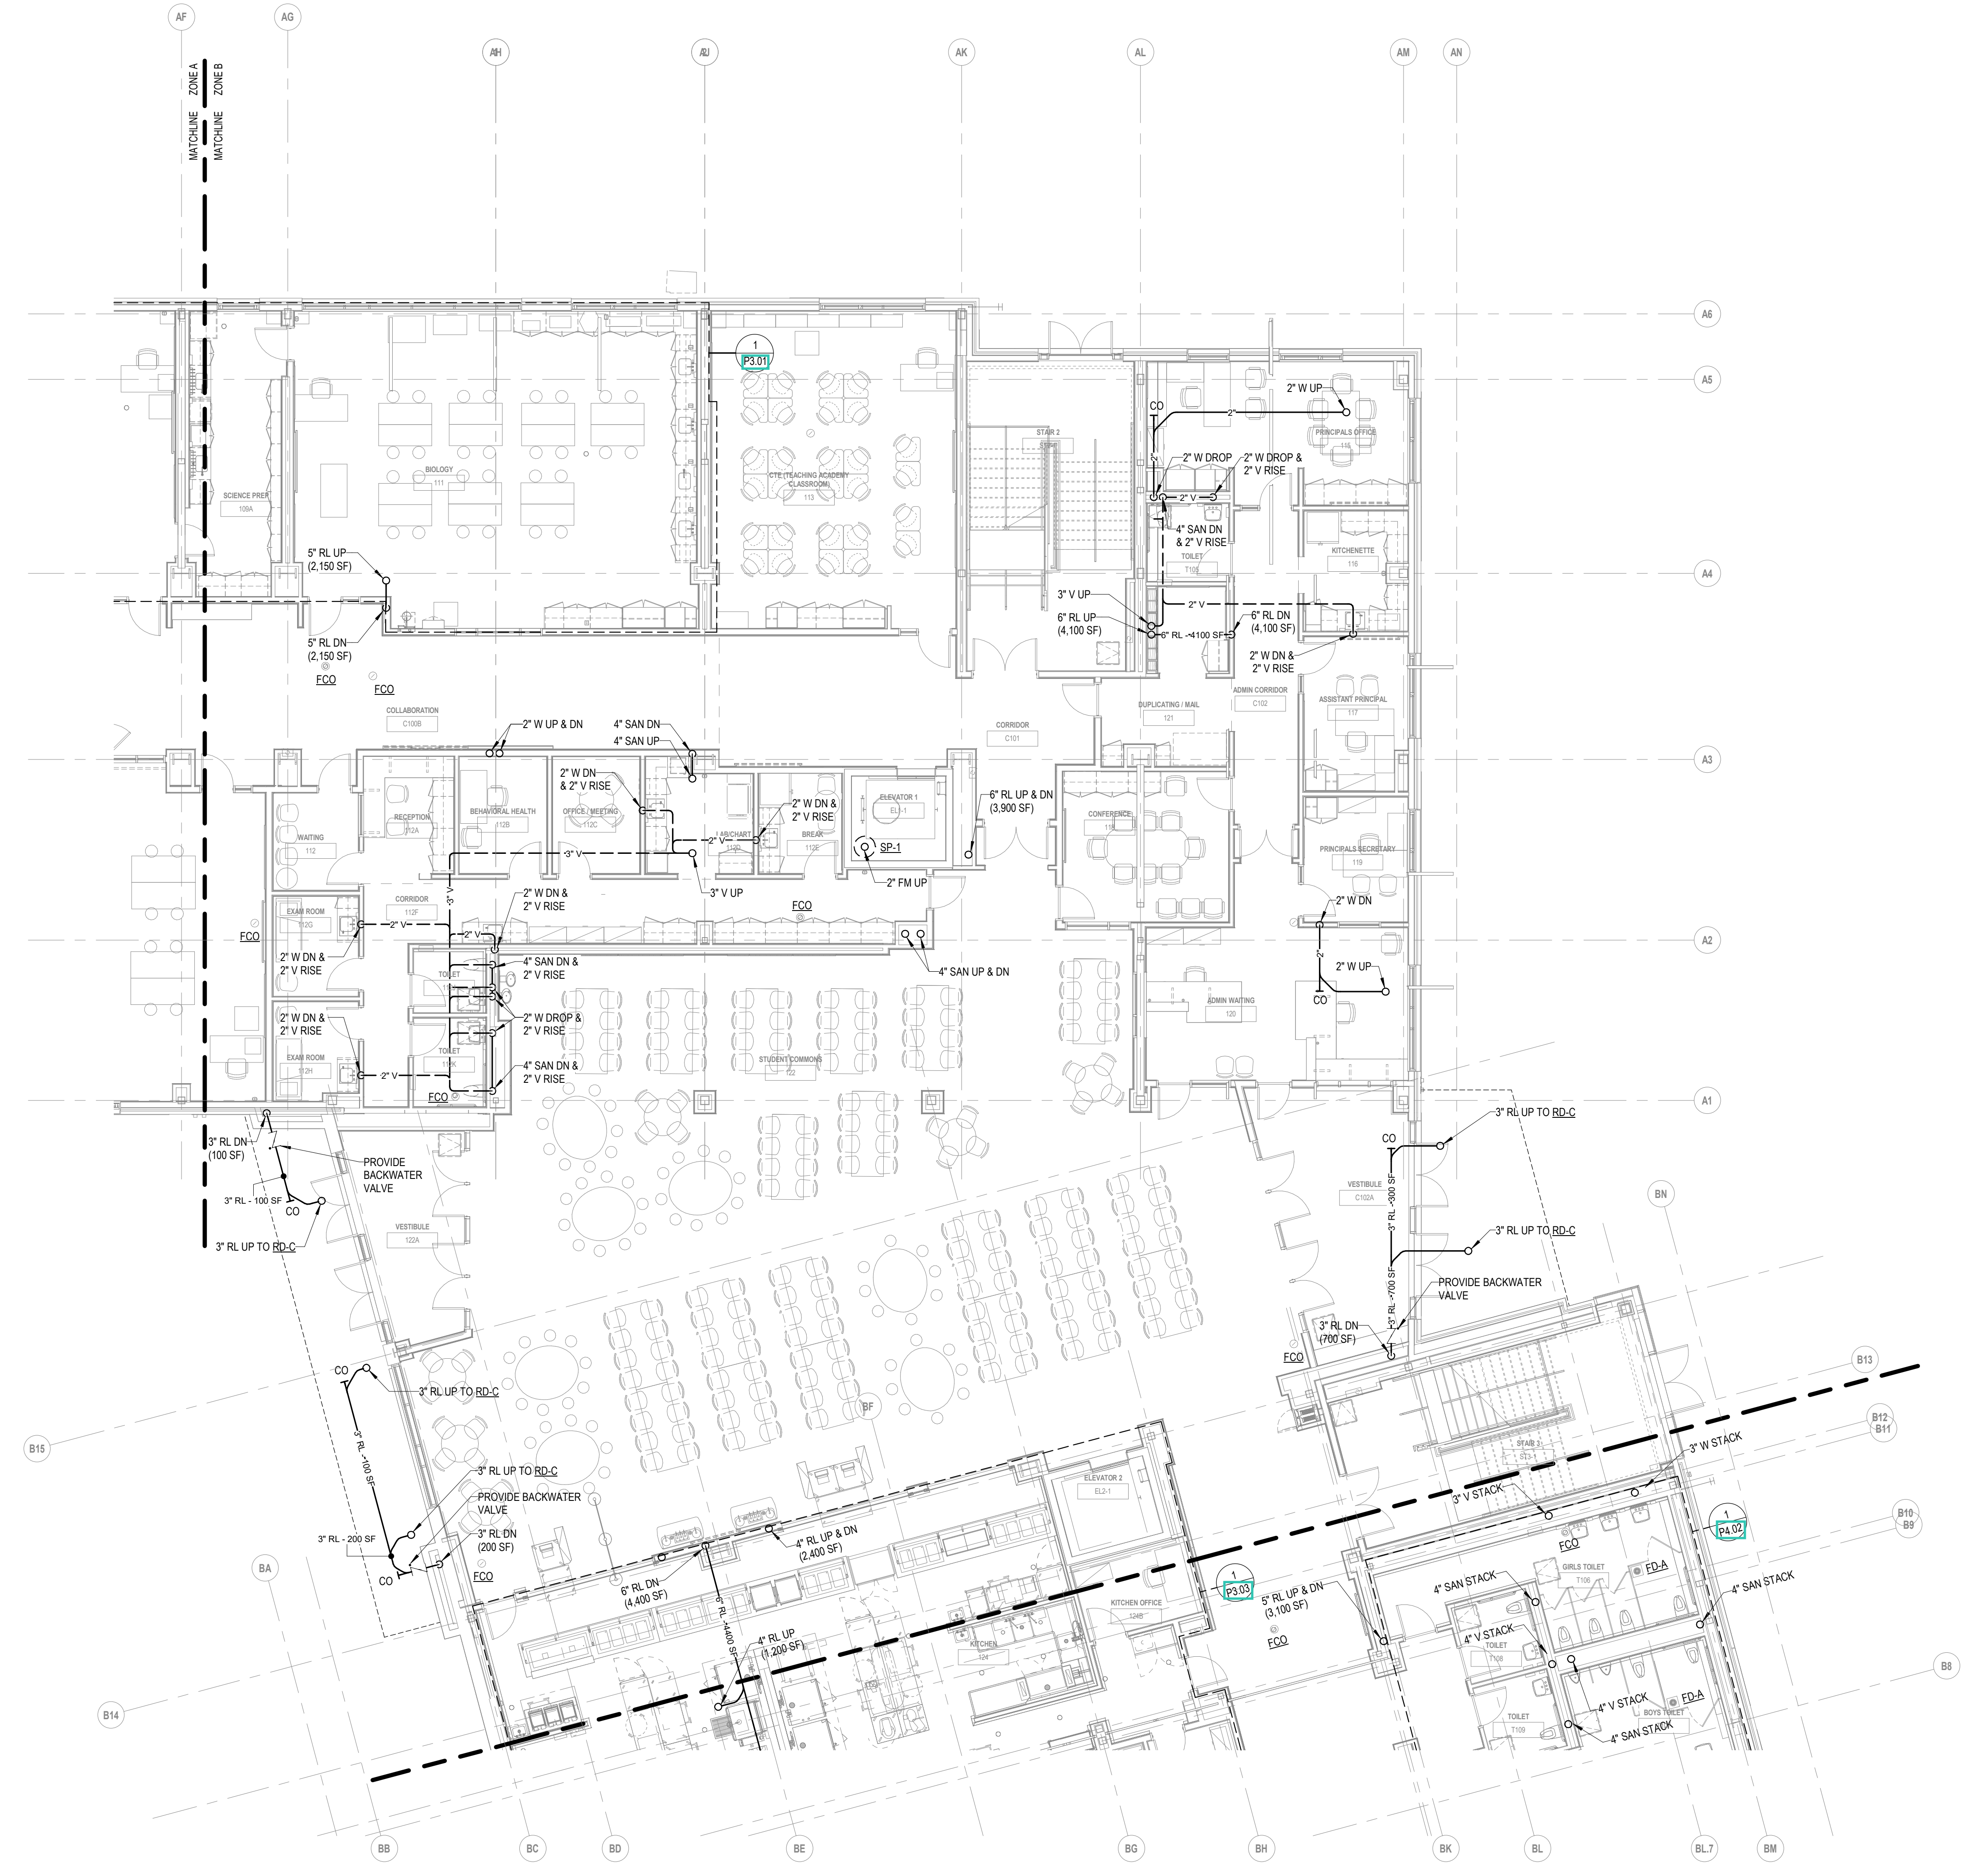 AF
AG
AH
AJ
AK
AL
AM
AN
MATCHLINE ZONE A
MATCHLINE ZONE B
A6
A5
A4
A3
A2
A1
1
P3.01
2" W UP
CO
2"
PRINCIPALS OFFICE
115
STAIR 2
2"
2" W DROP
2" W DROP &
2" V RISE
2" V
BIOLOGY
111
CTE (TEACHING ACADEMY
CLASSROOM)
113
SCIENCE PREP
109A
4" SAN DN
& 2" V RISE
TOILET
T105
KITCHENETTE
116
5" RL UP
(2,150 SF)
5" RL DN
(2,150 SF)
FCO
FCO
3" V UP
6" RL UP
(4,100 SF)
2" V
6" RL - 4100 SF
6" RL DN
(4,100 SF)
2" W DN &
2" V RISE
COLLABORATION
C100B
2" W UP & DN
4" SAN DN
4" SAN UP
CORRIDOR
C101
DUPLICATING / MAIL
121
ADMIN CORRIDOR
C102
ASSISTANT PRINCIPAL
117
2" W DN
& 2" V RISE
RECEPTION
112A
BEHAVIORAL HEALTH
112B
OFFICE / MEETING
112C
2" W DN &
2" V RISE
LAB/CHART
112D
BREAK
112E
2" V
ELEVATOR 1
EL1-1
SP-1
2" FM UP
6" RL UP & DN
(3,900 SF)
CONFERENCE
PRINCIPALS SECRETARY
119
WAITING
112
3" V
3" V
3" V UP
2" W DN &
2" V RISE
FCO
CORRIDOR
112F
EXAM ROOM
112G
2" V
2" V
FCO
2" W DN &
2" V RISE
2" W DN
2"
2" W UP
CO
4" SAN DN &
2" V RISE
TOILET
4" SAN UP & DN
2" W DN &
2" V RISE
2" W DROP &
2" V RISE
ADMIN WAITING
120
TOILET
112K
EXAM ROOM
112H
2" V
4" SAN DN &
2" V RISE
STUDENT COMMONS
122
FCO
3" RL DN
(100 SF)
PROVIDE
BACKWATER
VALVE
3" RL - 100 SF
CO
3" RL UP TO RD-C
VESTIBULE
122A
3" RL UP TO RD-C
CO
3" RL - 300 SF
VESTIBULE
C102A
BN
3" RL UP TO RD-C
3" RL - 700 SF
PROVIDE BACKWATER
VALVE
3" RL DN
(700 SF)
FCO
CO
3" RL UP TO RD-C
3" RL - 100 SF
BF
B13
B12
B11
B15
3" RL UP TO RD-C
PROVIDE BACKWATER
VALVE
3" RL - 200 SF
3" RL DN
(200 SF)
CO
FCO
ELEVATOR 2
EL2-1
STAIR 3
3" W STACK
3" V STACK
1
P4.02
B10
B9
4" RL UP & DN
(2,400 SF)
6" RL DN
(4,400 SF)
6" RL - 4400 SF
BA
1
P3.03
5" RL UP & DN
(3,100 SF)
FCO
FCO
GIRLS TOILET
T106
FD-A
4" SAN STACK
4" SAN STACK
KITCHEN OFFICE
124B
KITCHEN
124
4" RL UP
(1,200 SF)
4" V STACK
TOILET
T108
B8
B14
FD-A
4" V STACK
TOILET
T109
BOYS TOILET
4" SAN STACK
BB
BC
BD
BE
BG
BH
BK
BL
BL.7
BM